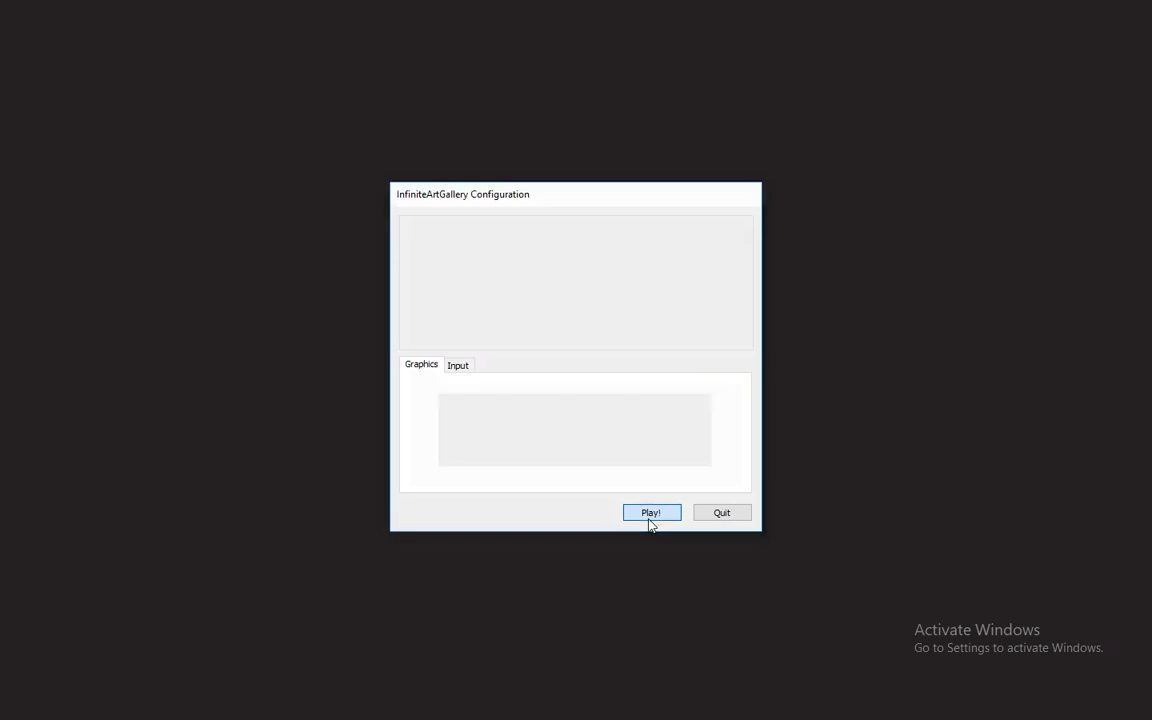 InfiniteArtGallery Configuration
Graphics
Input
Play!
Quit
Activate Windows
Go to Settings to activate Windows.